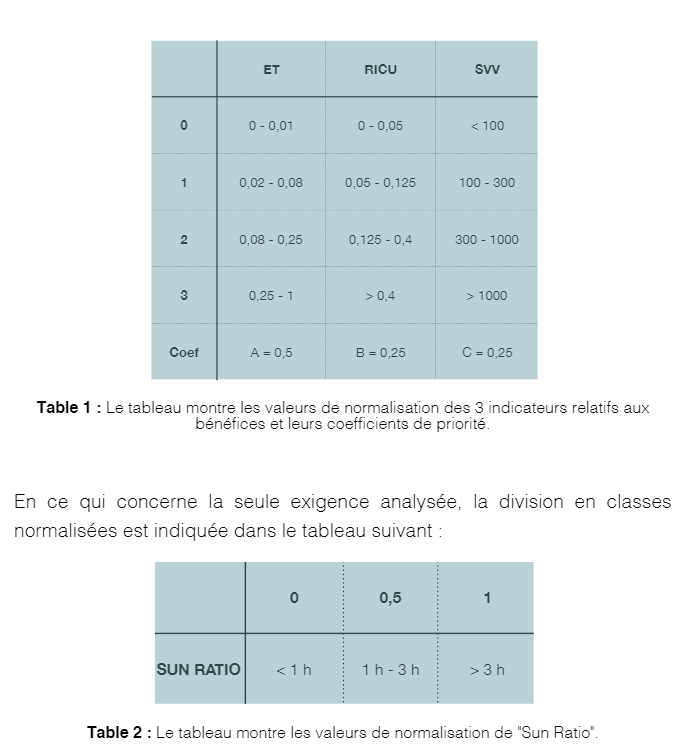 ET RICU SVV
0 0 - 0,01 0 - 0,05 < 100
1 0,02 - 0,08 0,05 - 0,125 100 - 300
2 0,08 - 0,25 0,125 - 0,4 300 - 1000
3 0,25 - 1 > 0,4 > 1000
Coef A = 0,5 B = 0,25 C = 0,25
Table 1 : Le tableau montre les valeurs de normalisation des 3 indicateurs relatifs aux
bénéfices et leurs coefficients de priorité.
En ce qui concerne la seule exigence analysée, la division en classes
normalisées est indiquée dans le tableau suivant :
0 0,5 1
SUN RATIO < 1 h 1 h - 3 h > 3 h
Table 2 : Le tableau montre les valeurs de normalisation de "Sun Ratio".